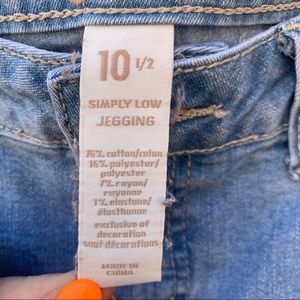 10 1/2
SIMPLY LOW
JEGGING
76% cotton/coton
16% polyester/
polyester
7% rayon/
rayonne
1% elastane/
élasthanne
exclusive of
decoration
sauf décorations
MADE IN
CHINA